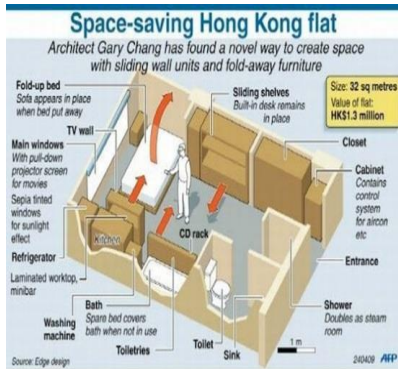 Space-saving Hong Kong flat
Architect Gary Chang has found a novel way to create space
with sliding wall units and fold-away furniture
Fold-up bed
Sofa appears in place
when bed put away
TV wall
Main windows
With pull-down
projector screen
for movies
Sepia tinted
windows
for sunlight
effect
Refrigerator
Laminated worktop,
minibar
Kitchen
Washing
machine
Bath
Spare bed covers
bath when not in use
Toiletries
CD rack
Toilet
Sink
Sliding shelves
Built-in desk remains
in place
Size: 32 sq metres
Value of flat:
HK$1.3 million
Closet
Cabinet
Contains
control
system
for aircon
etc
Entrance
Shower
Doubles as steam
room
1 m
Source: Edge design
240409 AFP